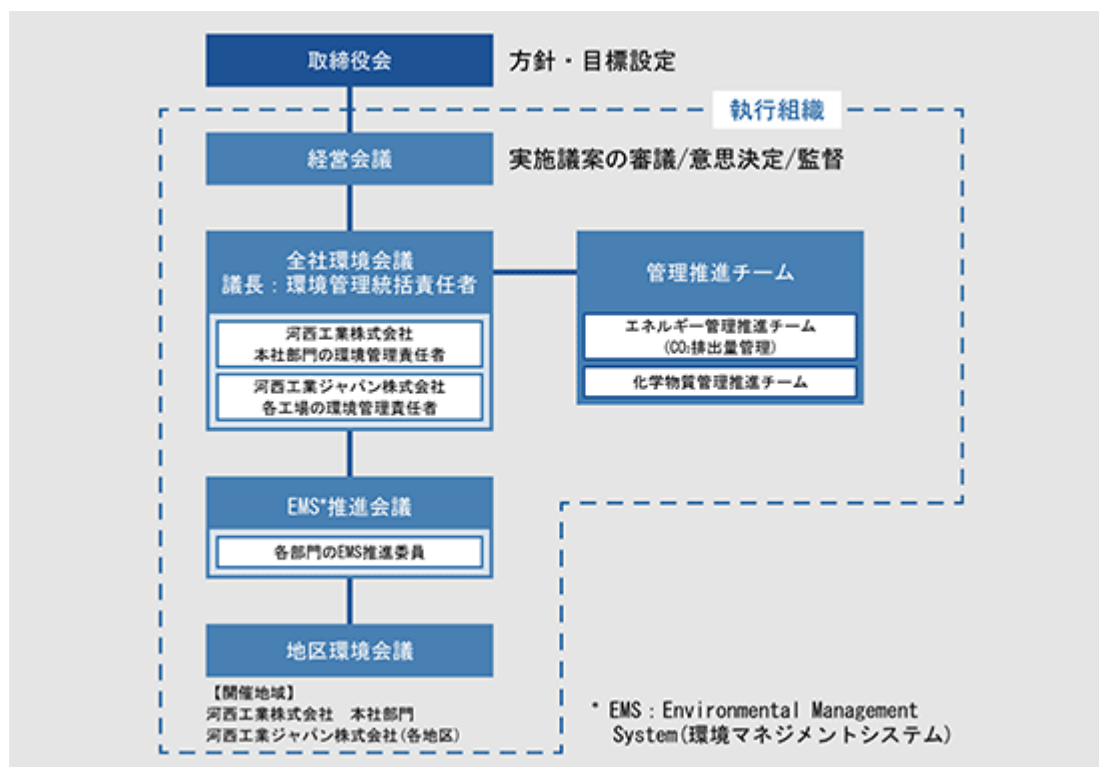 取締役会
方針・目標設定
執行組織
経営会議
実施議案の審議/意思決定/監督
全社環境会議
議長：環境管理統括責任者
河西工業株式会社
本社部門の環境管理責任者
河西工業ジャパン株式会社
各工場の環境管理責任者
管理推進チーム
エネルギー管理推進チーム
(CO₂排出量管理)
化学物質管理推進チーム
EMS*推進会議
各部門のEMS推進委員
地区環境会議
【開催地域】
河西工業株式会社　本社部門
河西工業ジャパン株式会社(各地区)
* EMS：Environmental Management
System(環境マネジメントシステム)